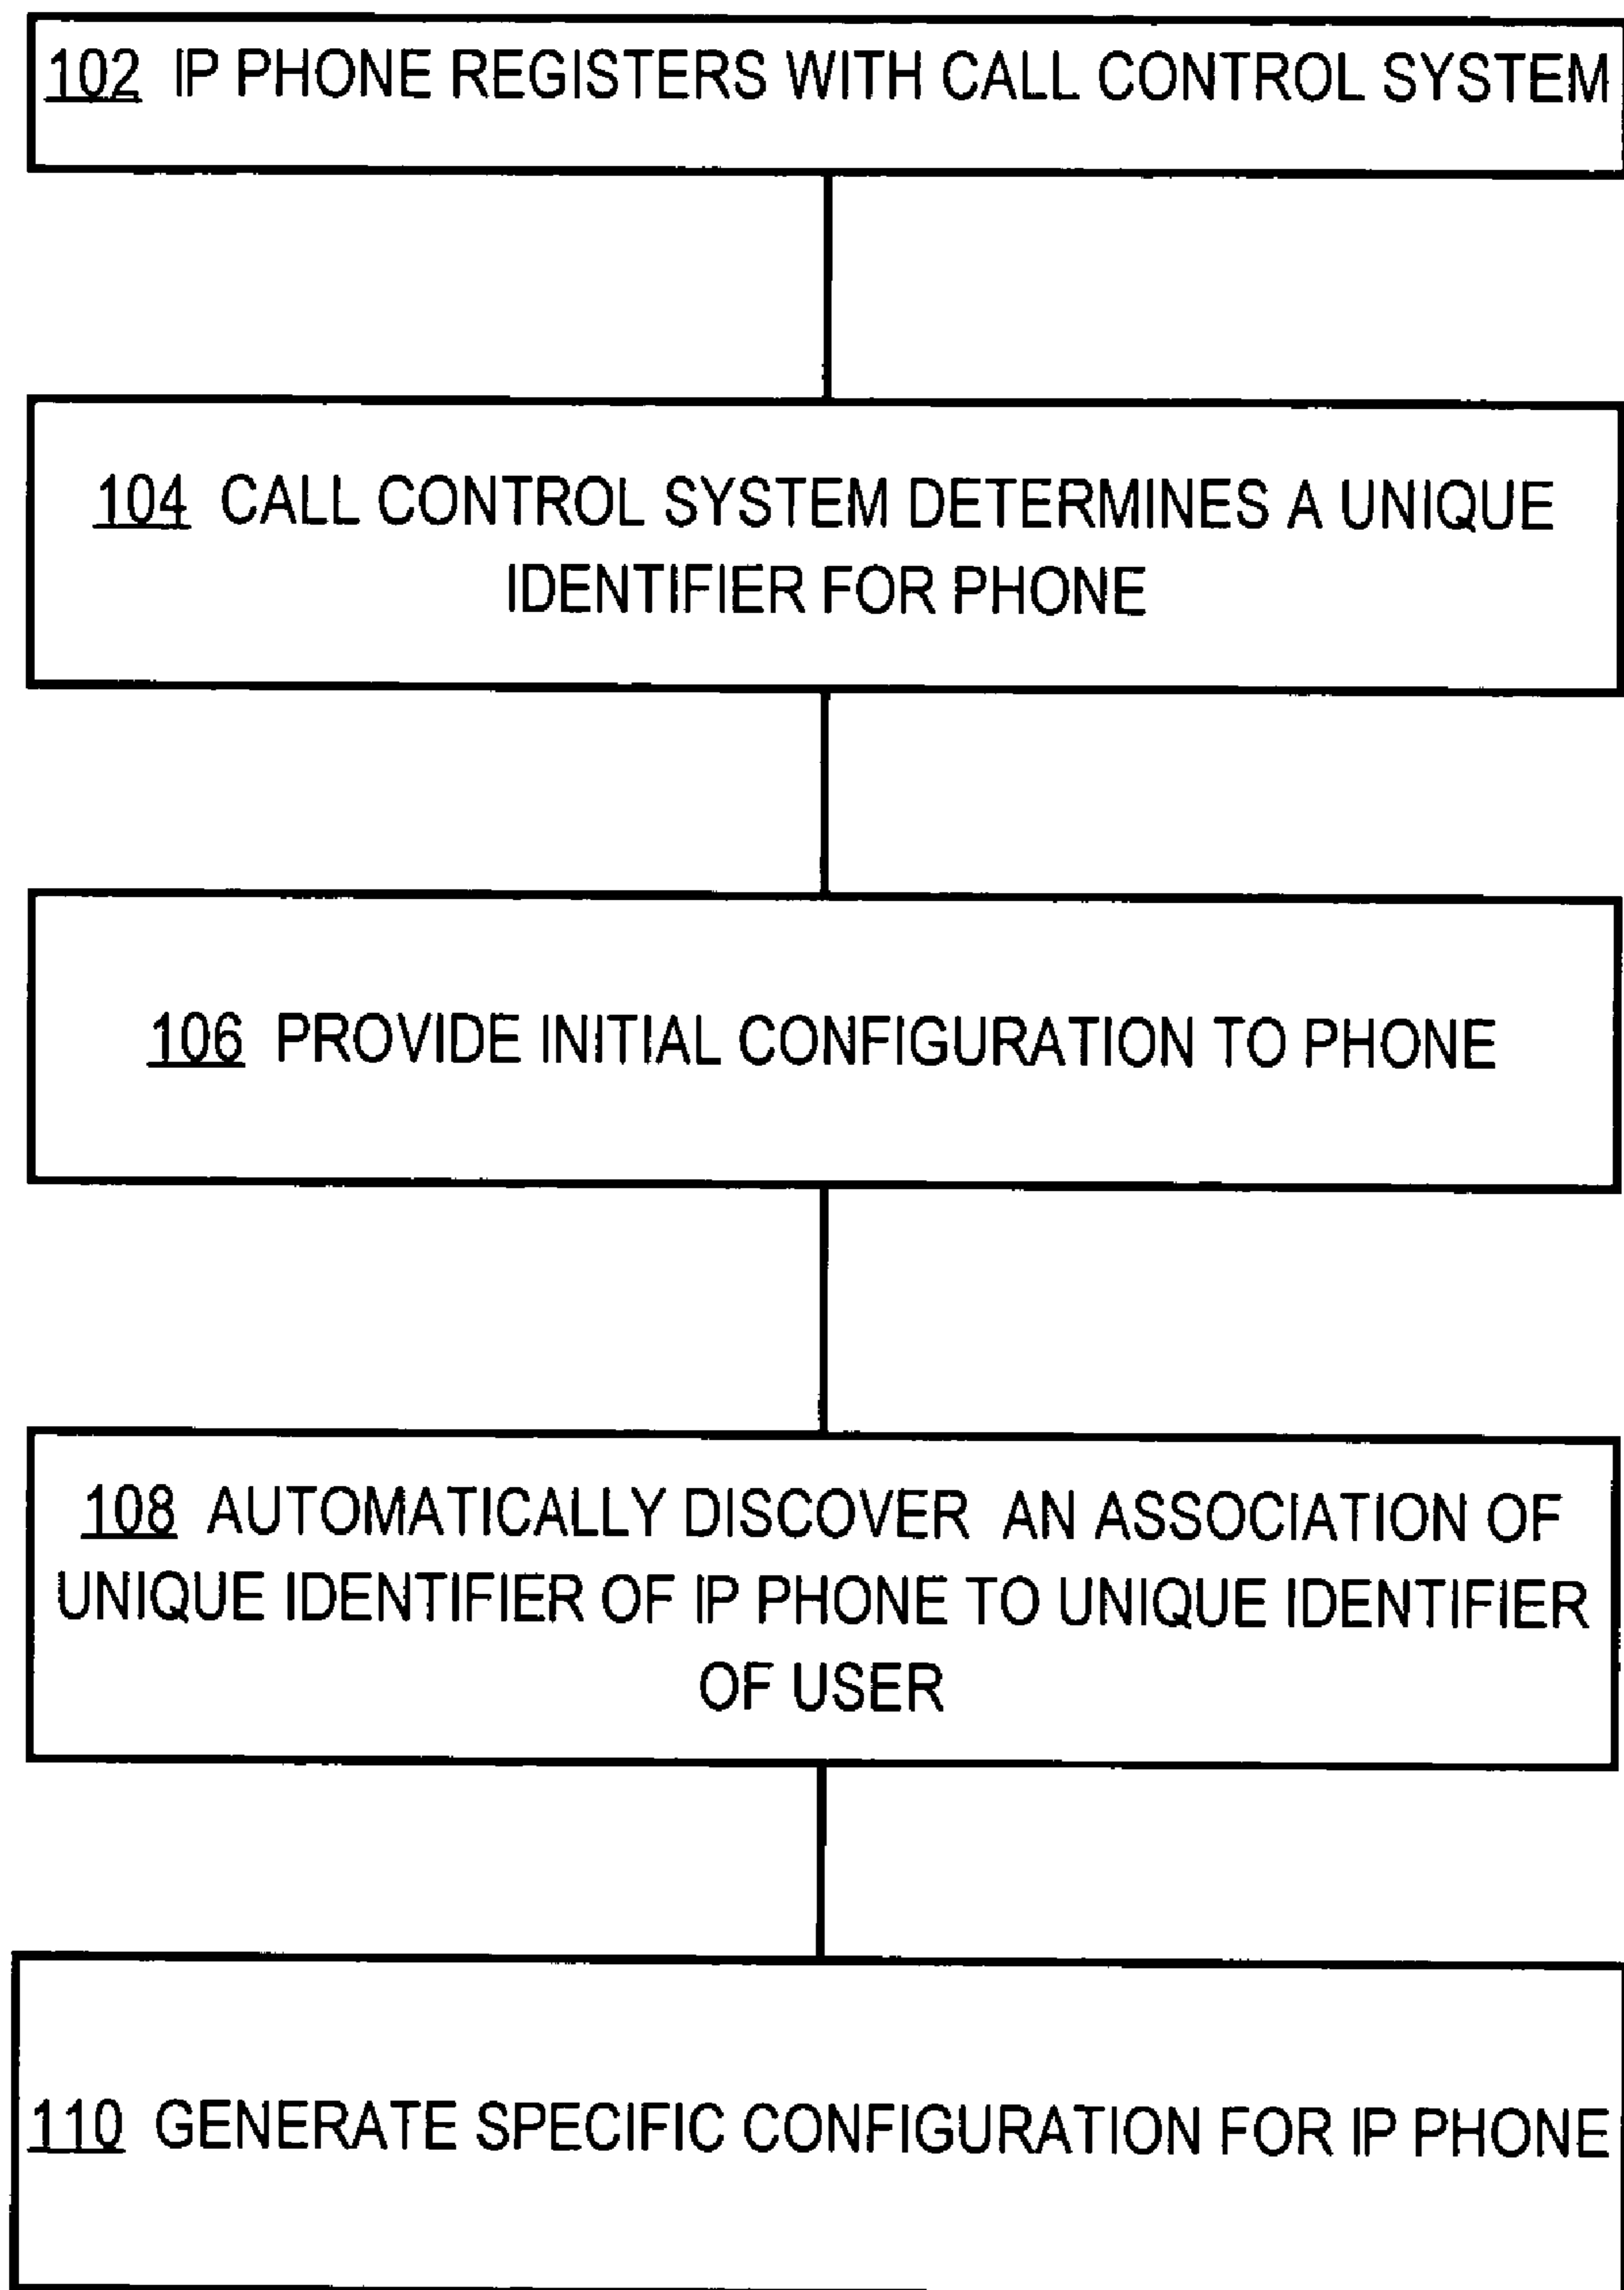 102 IP PHONE REGISTERS WITH CALL CONTROL SYSTEM
104 CALL CONTROL SYSTEM DETERMINES A UNIQUE
IDENTIFIER FOR PHONE
106 PROVIDE INITIAL CONFIGURATION TO PHONE
108 AUTOMATICALLY DISCOVER AN ASSOCIATION OF
UNIQUE IDENTIFIER OF IP PHONE TO UNIQUE IDENTIFIER
OF USER
110 GENERATE SPECIFIC CONFIGURATION FOR IP PHONE